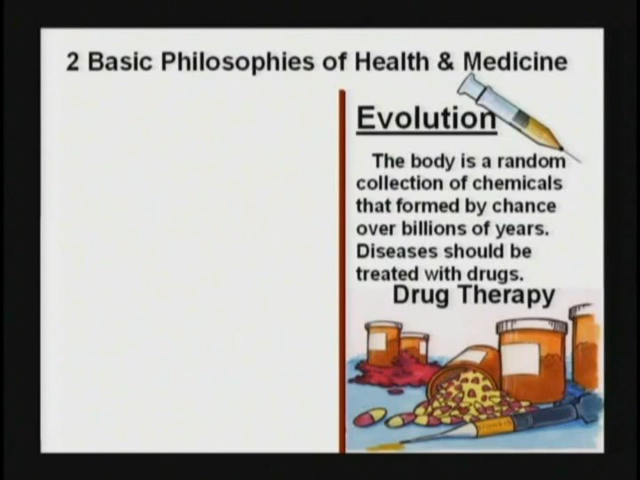 2 Basic Philosophies of Health & Medicine
Evolution
The body is a random
collection of chemicals
that formed by chance
over billions of years.
Diseases should be
treated with drugs.
Drug Therapy